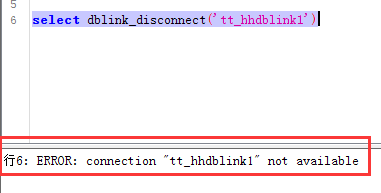 5
6 select dblink_disconnect('tt_hhdblink1')
行6: ERROR: connection "tt_hhdblink1" not available